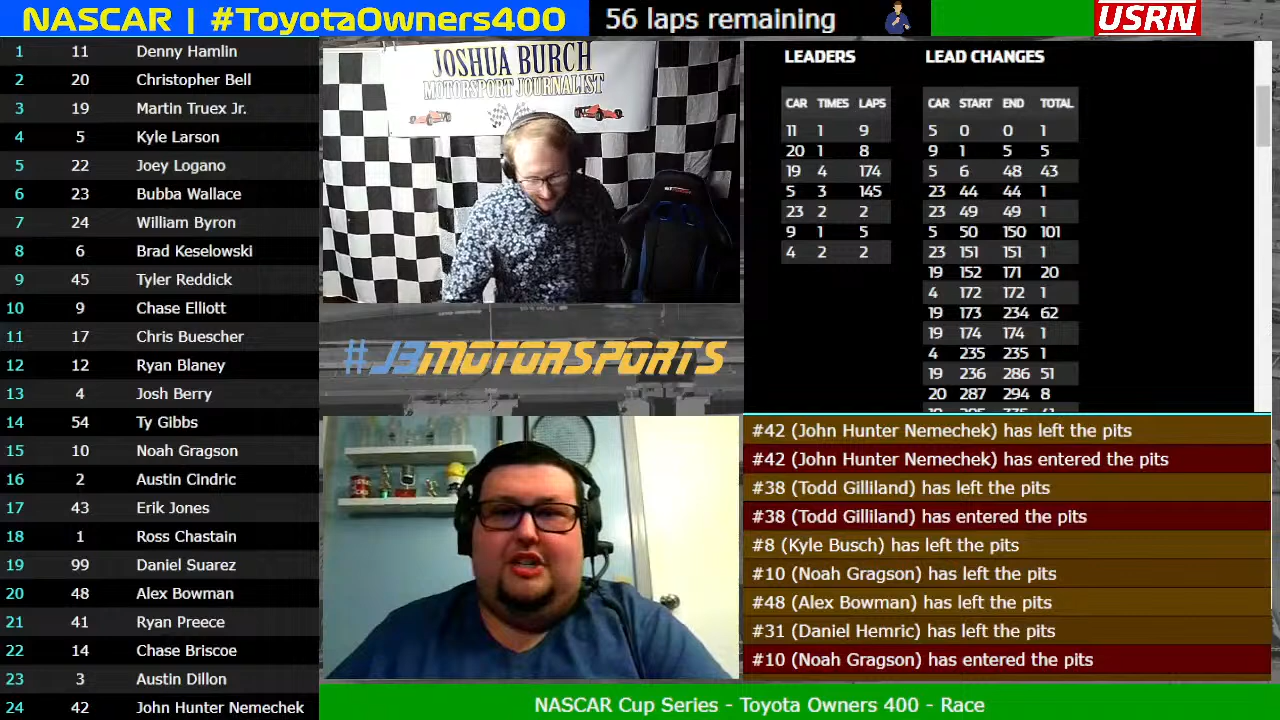 NASCAR | #ToyotaOwners400
56 laps remaining
USRN
1 11 Denny Hamlin
2 20 Christopher Bell
3 19 Martin Truex Jr.
4 5 Kyle Larson
5 22 Joey Logano
6 23 Bubba Wallace
7 24 William Byron
8 6 Brad Keselowski
9 45 Tyler Reddick
10 9 Chase Elliott
11 17 Chris Buescher
12 12 Ryan Blaney
13 4 Josh Berry
14 54 Ty Gibbs
15 10 Noah Gragson
16 2 Austin Cindric
17 43 Erik Jones
18 1 Ross Chastain
19 99 Daniel Suarez
20 48 Alex Bowman
21 41 Ryan Preece
22 14 Chase Briscoe
23 3 Austin Dillon
24 42 John Hunter Nemechek
JOSHUA BURCH
MOTORSPORT JOURNALIST
#JBMOTORSPORTS
LEADERS
CAR TIMES LAPS
11 1 9
20 1 8
19 4 174
5 3 145
23 2 2
9 1 5
4 2 2
LEAD CHANGES
CAR START END TOTAL
5 0 0 1
9 1 5 5
5 6 48 43
23 44 44 1
23 49 49 1
5 50 150 101
23 151 151 1
19 152 171 20
4 172 172 1
19 173 234 62
19 174 174 1
4 235 235 1
19 236 286 51
20 287 294 8
#42 (John Hunter Nemechek) has left the pits
#42 (John Hunter Nemechek) has entered the pits
#38 (Todd Gilliland) has left the pits
#38 (Todd Gilliland) has entered the pits
#8 (Kyle Busch) has left the pits
#10 (Noah Gragson) has left the pits
#48 (Alex Bowman) has left the pits
#31 (Daniel Hemric) has left the pits
#10 (Noah Gragson) has entered the pits
NASCAR Cup Series - Toyota Owners 400 - Race